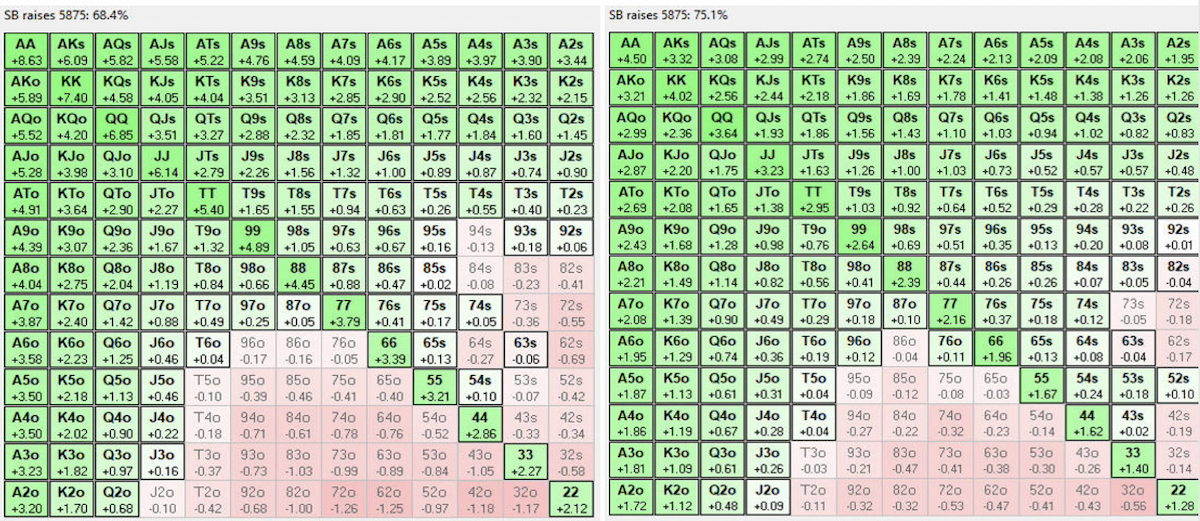 SB raises 5875: 68.4%
AA AKs AQs AJs ATs A9s A8s A7s A6s A5s A4s A3s A2s
+8.63 +6.09 +5.82 +5.58 +5.22 +4.76 +4.59 +4.09 +4.17 +3.89 +3.97 +3.90 +3.44
AKo KK KQs KJs KTs K9s K8s K7s K6s K5s K4s K3s K2s
+5.89 +7.40 +4.58 +4.05 +4.04 +3.51 +3.13 +2.85 +2.90 +2.52 +2.56 +2.32 +2.15
AQo KQo QQ QJs QTs Q9s Q8s Q7s Q6s Q5s Q4s Q3s Q2s
+5.52 +4.20 +6.85 +3.51 +3.27 +2.88 +2.32 +1.85 +1.81 +1.77 +1.84 +1.60 +1.45
AJo KJo QJo JJ JTs J9s J8s J7s J6s J5s J4s J3s J2s
+5.28 +3.98 +3.10 +6.14 +2.79 +2.26 +1.56 +1.32 +1.00 +0.89 +0.87 +0.74 +0.90
ATo KTo QTo JTo TT T9s T8s T7s T6s T5s T4s T3s T2s
+4.91 +3.64 +2.90 +2.27 +5.40 +1.65 +1.55 +0.94 +0.63 +0.26 +0.55 +0.40 +0.23
A9o K9o Q9o J9o T9o 99 98s 97s 96s 95s 94s 93s 92s
+4.39 +3.07 +2.36 +1.67 +1.32 +4.89 +1.05 +0.63 +0.67 +0.16 -0.13 +0.18 +0.06
A8o K8o Q8o J8o T8o 98o 88 87s 86s 85s 84s 83s 82s
+4.04 +2.75 +2.04 +1.19 +0.84 +0.66 +4.45 +0.88 +0.47 +0.02 -0.08 -0.23 -0.41
A7o K7o Q7o J7o T7o 97o 87o 77 76s 75s 74s 73s 72s
+3.87 +2.40 +1.42 +0.88 +0.49 +0.25 +0.05 +3.79 +0.41 +0.17 +0.05 -0.36 -0.55
A6o K6o Q6o J6o T6o 96o 86o 76o 66 65s 64s 63s 62s
+3.58 +2.23 +1.25 +0.46 +0.04 -0.17 -0.16 -0.05 +3.39 +0.13 -0.27 -0.06 -0.69
A5o K5o Q5o J5o T5o 95o 85o 75o 65o 55 54s 53s 52s
+3.50 +2.18 +1.13 +0.46 -0.10 -0.39 -0.46 -0.41 -0.40 +3.21 +0.10 -0.07 -0.42
A4o K4o Q4o J4o T4o 94o 84o 74o 64o 54o 44 43s 42s
+3.50 +2.02 +0.90 +0.22 -0.18 -0.71 -0.61 -0.78 -0.76 -0.52 +2.86 -0.33 -0.34
A3o K3o Q3o J3o T3o 93o 83o 73o 63o 53o 43o 33 32s
+3.23 +1.82 +0.97 +0.16 -0.37 -0.73 -1.03 -0.99 -0.89 -0.84 -1.05 +2.27 -0.58
A2o K2o Q2o J2o T2o 92o 82o 72o 62o 52o 42o 32o 22
+3.20 +1.70 +0.68 -0.10 -0.42 -0.68 -1.00 -1.26 -1.25 -0.97 -1.18 -1.17 +2.12
SB raises 5875: 75.1%
AA AKs AQs AJs ATs A9s A8s A7s A6s A5s A4s A3s A2s
+4.50 +3.32 +3.08 +2.99 +2.74 +2.50 +2.39 +2.24 +2.13 +2.09 +2.08 +2.06 +1.95
AKo KK KQs KJs KTs K9s K8s K7s K6s K5s K4s K3s K2s
+3.21 +4.02 +2.56 +2.44 +2.18 +1.86 +1.69 +1.78 +1.41 +1.48 +1.38 +1.26 +1.26
AQo KQo QQ QJs QTs Q9s Q8s Q7s Q6s Q5s Q4s Q3s Q2s
+2.99 +2.36 +3.64 +1.93 +1.86 +1.56 +1.43 +1.10 +1.03 +0.94 +1.02 +0.82 +0.83
AJo KJo QJo JJ JTs J9s J8s J7s J6s J5s J4s J3s J2s
+2.87 +2.20 +1.75 +3.23 +1.63 +1.26 +1.00 +1.03 +0.73 +0.52 +0.57 +0.57 +0.48
ATo KTo QTo JTo TT T9s T8s T7s T6s T5s T4s T3s T2s
+2.69 +2.08 +1.65 +1.38 +2.95 +1.03 +0.92 +0.64 +0.52 +0.29 +0.28 +0.22 +0.26
A9o K9o Q9o J9o T9o 99 98s 97s 96s 95s 94s 93s 92s
+2.43 +1.68 +1.28 +0.98 +0.76 +2.64 +0.69 +0.51 +0.35 +0.13 +0.20 +0.08 +0.01
A8o K8o Q8o J8o T8o 98o 88 87s 86s 85s 84s 83s 82s
+2.21 +1.49 +1.14 +0.82 +0.56 +0.41 +2.39 +0.44 +0.26 +0.26 +0.07 +0.05 -0.04
A7o K7o Q7o J7o T7o 97o 87o 77 76s 75s 74s 73s 72s
+2.08 +1.39 +0.90 +0.49 +0.29 +0.18 +0.10 +2.16 +0.37 +0.18 +0.12 -0.05 -0.18
A6o K6o Q6o J6o T6o 96o 86o 76o 66 65s 64s 63s 62s
+1.95 +1.29 +0.74 +0.36 +0.19 +0.12 -0.04 +0.11 +1.96 +0.13 +0.08 -0.04 -0.17
A5o K5o Q5o J5o T5o 95o 85o 75o 65o 55 54s 53s 52s
+1.87 +1.13 +0.61 +0.31 +0.04 -0.09 -0.12 -0.08 -0.03 +1.67 +0.24 +0.18 +0.10
A4o K4o Q4o J4o T4o 94o 84o 74o 64o 54o 44 43s 42s
+1.86 +1.19 +0.67 +0.28 +0.04 -0.27 -0.22 -0.32 -0.23 -0.14 +1.62 +0.02 -0.19
A3o K3o Q3o J3o T3o 93o 83o 73o 63o 53o 43o 33 32s
+1.81 +1.09 +0.61 +0.26 -0.03 -0.21 -0.47 -0.41 -0.38 -0.30 -0.26 +1.40 -0.14
A2o K2o Q2o J2o T2o 92o 82o 72o 62o 52o 42o 32o 22
+1.72 +1.12 +0.48 +0.09 -0.11 -0.32 -0.32 -0.53 -0.47 -0.41 -0.43 -0.56 +1.28